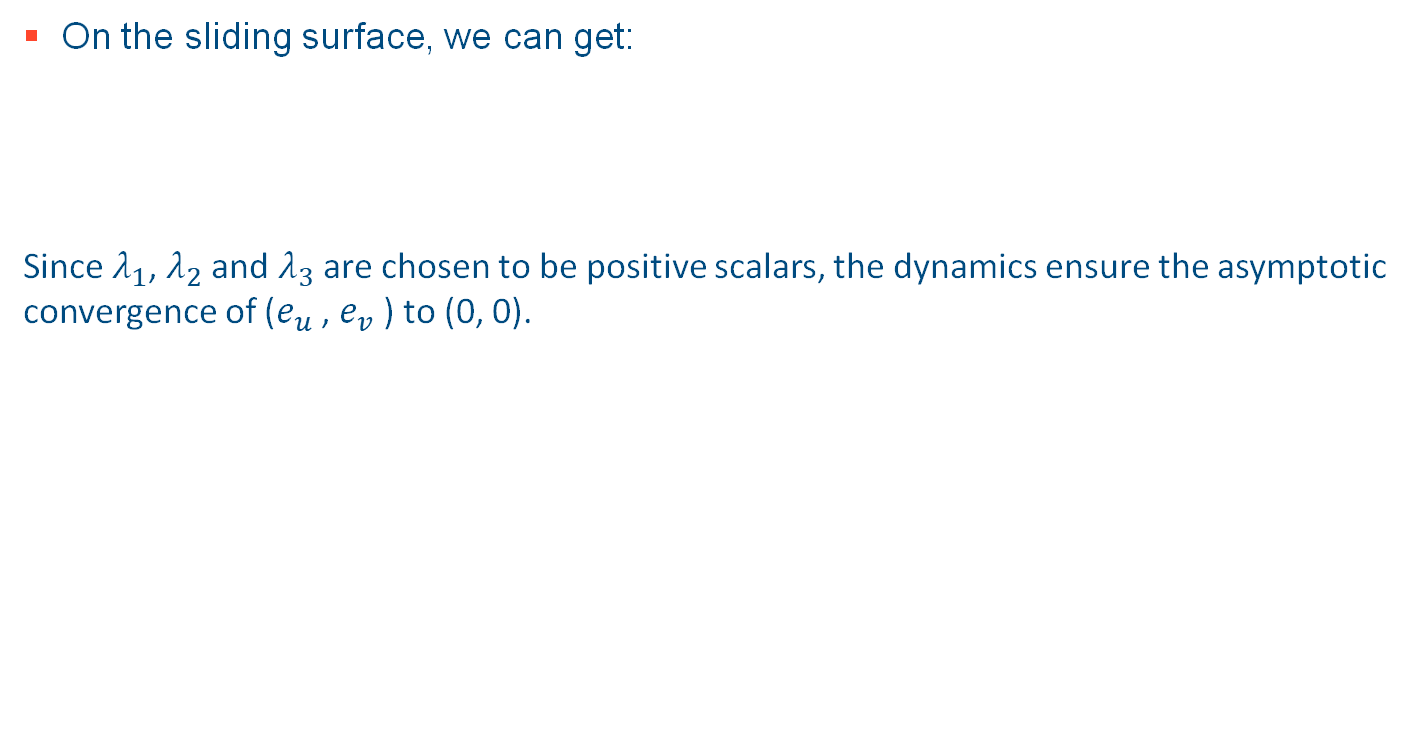 ▪ On the sliding surface, we can get:
Since 𝜆₁, 𝜆₂ and 𝜆₃ are chosen to be positive scalars, the dynamics ensure the asymptotic
convergence of (𝑒ᵤ , 𝑒ᵥ ) to (0, 0).